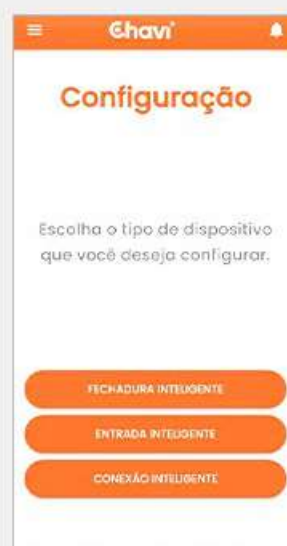 Chavi
Configuração
Escolha o tipo de dispositivo
que você deseja configurar.
FECHADURA INTELIGENTE
ENTRADA INTELIGENTE
CONEXÃO INTELIGENTE